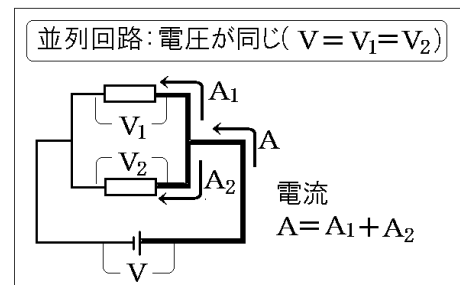 並列回路:電圧が同じ( V=V₁=V₂)
A₁
V₁
A
V₂
A₂
電流
A=A₁+A₂
V